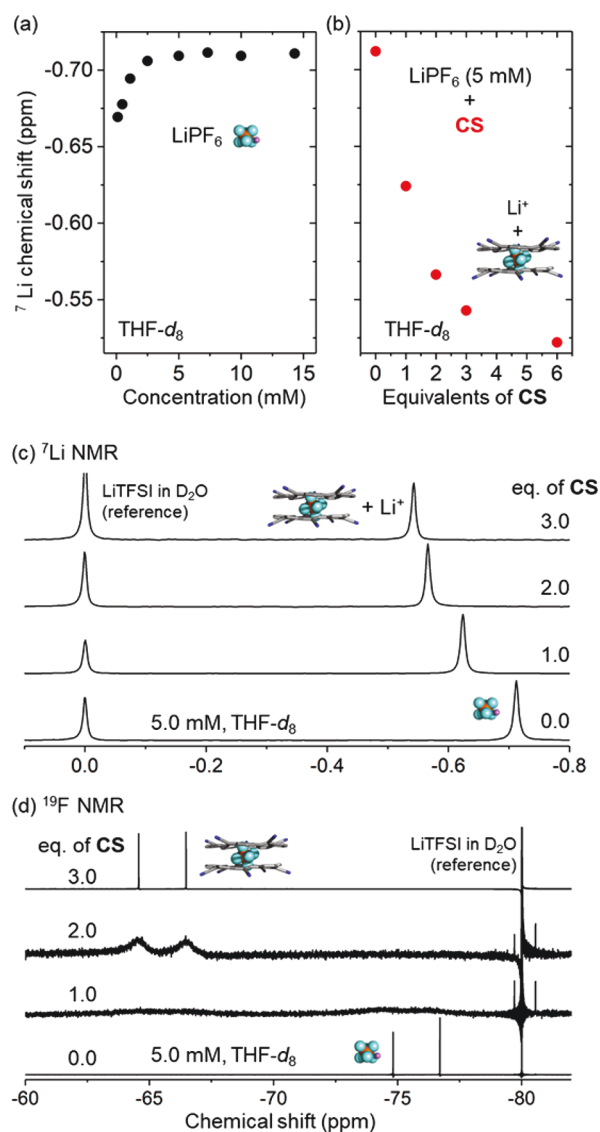 (a)
(b)
-0.70
-0.65
-0.60
-0.55
⁷ Li chemical shift (ppm)
LiPF₆
THF-d₈
0 5 10 15
Concentration (mM)
LiPF₆ (5 mM)
+
CS
Li⁺
+
THF-d₈
0 1 2 3 4 5 6
Equivalents of CS
(c) ⁷Li NMR
LiTFSI in D₂O
(reference)
+ Li⁺
eq. of CS
3.0
2.0
1.0
5.0 mM, THF-d₈
0.0
0.0 -0.2 -0.4 -0.6 -0.8
(d) ¹⁹F NMR
eq. of CS
LiTFSI in D₂O
(reference)
3.0
2.0
1.0
0.0
5.0 mM, THF-d₈
-60 -65 -70 -75 -80
Chemical shift (ppm)